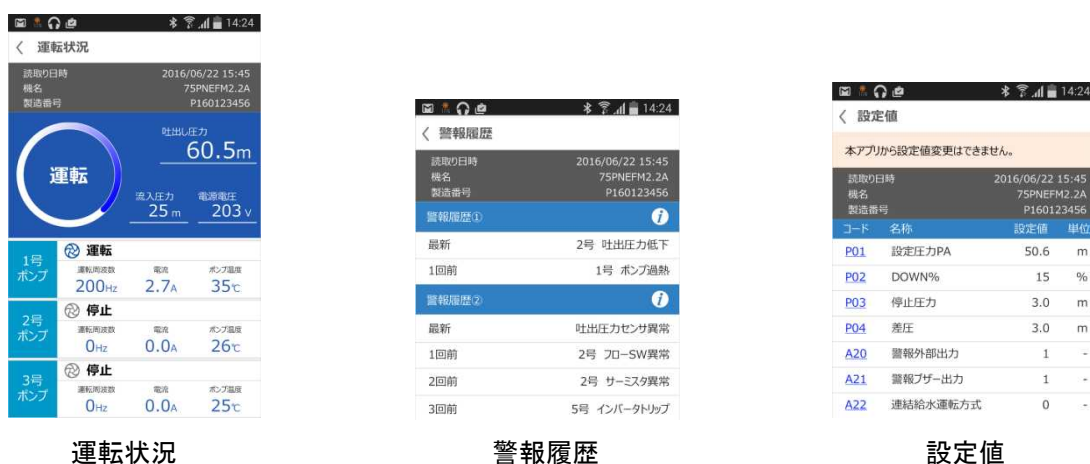 14:24
運転状況
読取り日時 2016/06/22 15:45
機名 75PNEFM2.2A
製造番号 P160123456
運転
吐出し圧力
60.5m
流入圧力 電源電圧
25 m 203 V
1号
ポンプ
運転
運転周波数 電流 ポンプ温度
200Hz 2.7A 35℃
2号
ポンプ
停止
運転周波数 電流 ポンプ温度
0Hz 0.0A 26℃
3号
ポンプ
停止
運転周波数 電流 ポンプ温度
0Hz 0.0A 25℃
運転状況
14:24
警報履歴
読取り日時 2016/06/22 15:45
機名 75PNEFM2.2A
製造番号 P160123456
警報履歴①
最新 2号 吐出圧力低下
1回前 1号 ポンプ過熱
警報履歴②
最新 吐出圧力センサ異常
1回前 2号 フローSW異常
2回前 2号 サーミスタ異常
3回前 5号 インバータトリップ
警報履歴
14:24
設定値
本アプリから設定値変更はできません。
読取り日時 2016/06/22 15:45
機名 75PNEFM2.2A
製造番号 P160123456
コード 名称 設定値 単位
P01 設定圧力PA 50.6 m
P02 DOWN% 15 %
P03 停止圧力 3.0 m
P04 差圧 3.0 m
A20 警報外部出力 1 -
A21 警報ブザー出力 1 -
A22 連結給水運転方式 0 -
設定値